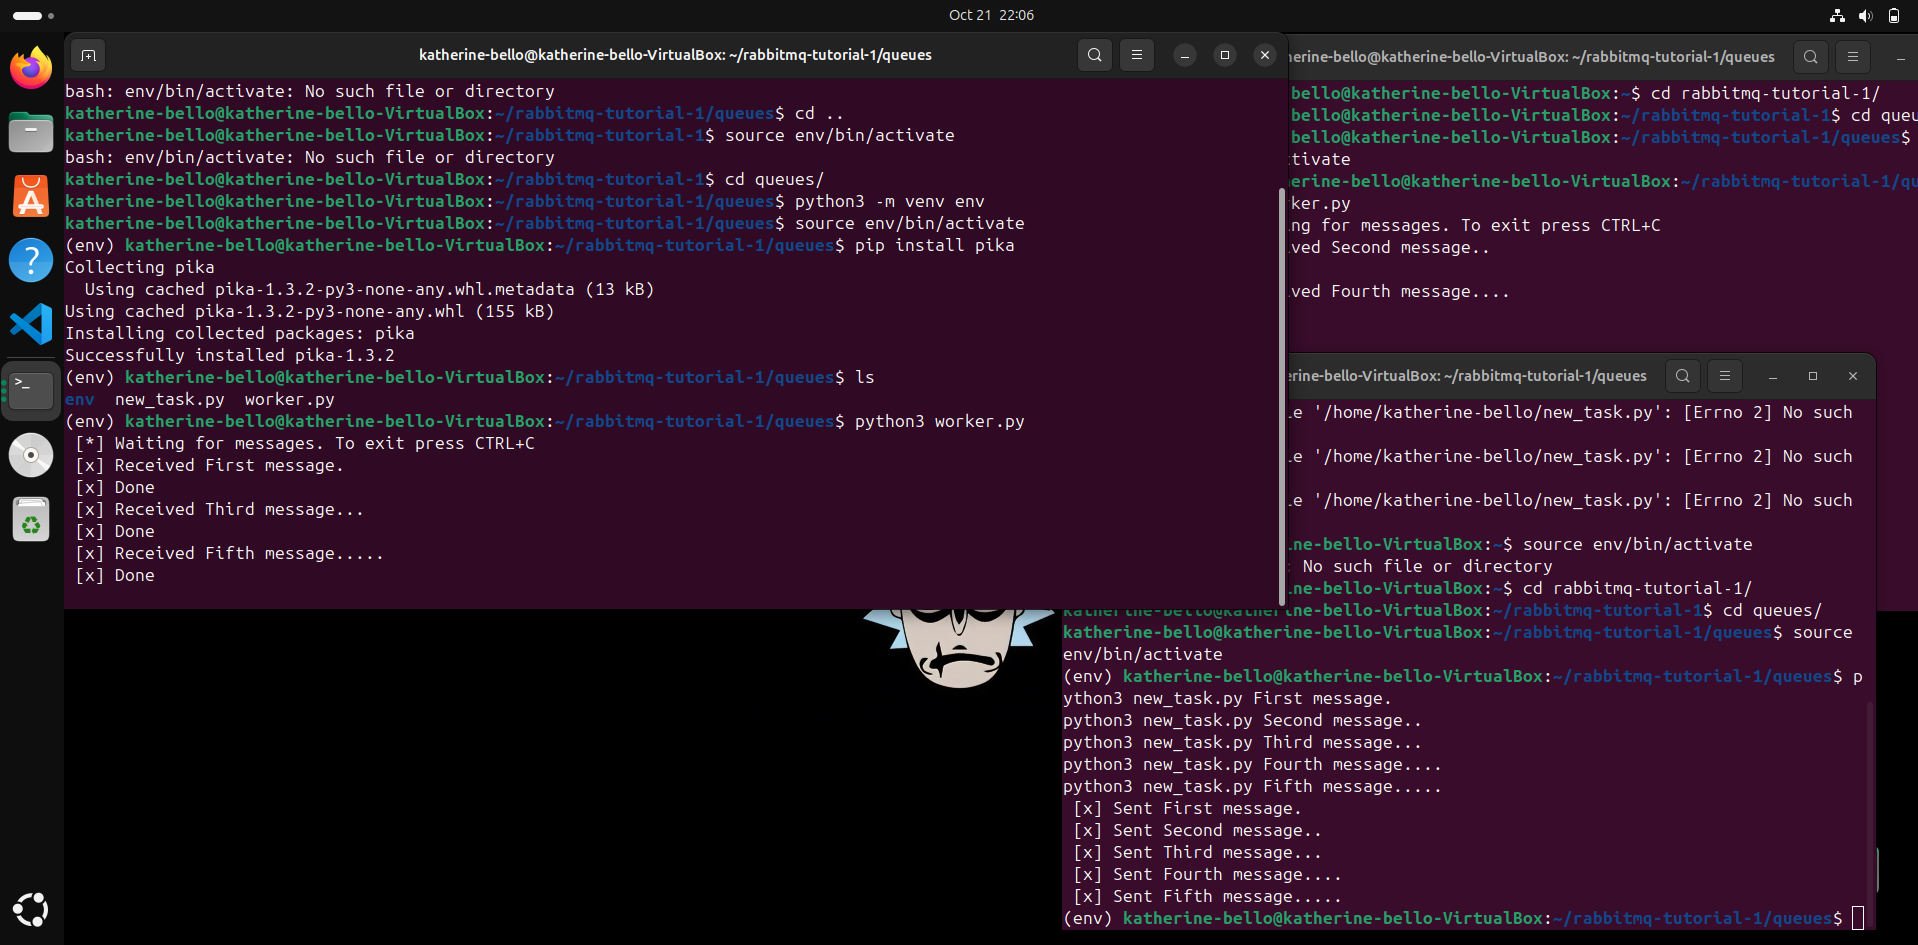 Oct 21 22:06
katherine-bello@katherine-bello-VirtualBox: ~/rabbitmq-tutorial-1/queues
bash: env/bin/activate: No such file or directory
katherine-bello@katherine-bello-VirtualBox:~/rabbitmq-tutorial-1/queues$ cd ..
katherine-bello@katherine-bello-VirtualBox:~/rabbitmq-tutorial-1$ source env/bin/activate
bash: env/bin/activate: No such file or directory
katherine-bello@katherine-bello-VirtualBox:~/rabbitmq-tutorial-1$ cd queues/
katherine-bello@katherine-bello-VirtualBox:~/rabbitmq-tutorial-1/queues$ python3 -m venv env
katherine-bello@katherine-bello-VirtualBox:~/rabbitmq-tutorial-1/queues$ source env/bin/activate
(env) katherine-bello@katherine-bello-VirtualBox:~/rabbitmq-tutorial-1/queues$ pip install pika
Collecting pika
  Using cached pika-1.3.2-py3-none-any.whl.metadata (13 kB)
Using cached pika-1.3.2-py3-none-any.whl (155 kB)
Installing collected packages: pika
Successfully installed pika-1.3.2
(env) katherine-bello@katherine-bello-VirtualBox:~/rabbitmq-tutorial-1/queues$ ls
env  new_task.py  worker.py
(env) katherine-bello@katherine-bello-VirtualBox:~/rabbitmq-tutorial-1/queues$ python3 worker.py
 [*] Waiting for messages. To exit press CTRL+C
 [x] Received First message.
 [x] Done
 [x] Received Third message...
 [x] Done
 [x] Received Fifth message.....
 [x] Done
herine-bello@katherine-bello-VirtualBox: ~/rabbitmq-tutorial-1/queues
bello@katherine-bello-VirtualBox:~$ cd rabbitmq-tutorial-1/
bello@katherine-bello-VirtualBox:~/rabbitmq-tutorial-1$ cd queu
bello@katherine-bello-VirtualBox:~/rabbitmq-tutorial-1/queues$
ctivate
erine-bello@katherine-bello-VirtualBox:~/rabbitmq-tutorial-1/qu
ker.py
ng for messages. To exit press CTRL+C
ved Second message..
ved Fourth message....
erine-bello@katherine-bello-VirtualBox: ~/rabbitmq-tutorial-1/queues
le '/home/katherine-bello/new_task.py': [Errno 2] No such
le '/home/katherine-bello/new_task.py': [Errno 2] No such
le '/home/katherine-bello/new_task.py': [Errno 2] No such
ine-bello-VirtualBox:~$ source env/bin/activate
: No such file or directory
ine-bello-VirtualBox:~$ cd rabbitmq-tutorial-1/
katherine-bello@katherine-bello-VirtualBox:~/rabbitmq-tutorial-1$ cd queues/
katherine-bello@katherine-bello-VirtualBox:~/rabbitmq-tutorial-1/queues$ source
env/bin/activate
(env) katherine-bello@katherine-bello-VirtualBox:~/rabbitmq-tutorial-1/queues$ p
ython3 new_task.py First message.
python3 new_task.py Second message..
python3 new_task.py Third message...
python3 new_task.py Fourth message....
python3 new_task.py Fifth message.....
 [x] Sent First message.
 [x] Sent Second message..
 [x] Sent Third message...
 [x] Sent Fourth message....
 [x] Sent Fifth message.....
(env) katherine-bello@katherine-bello-VirtualBox:~/rabbitmq-tutorial-1/queues$